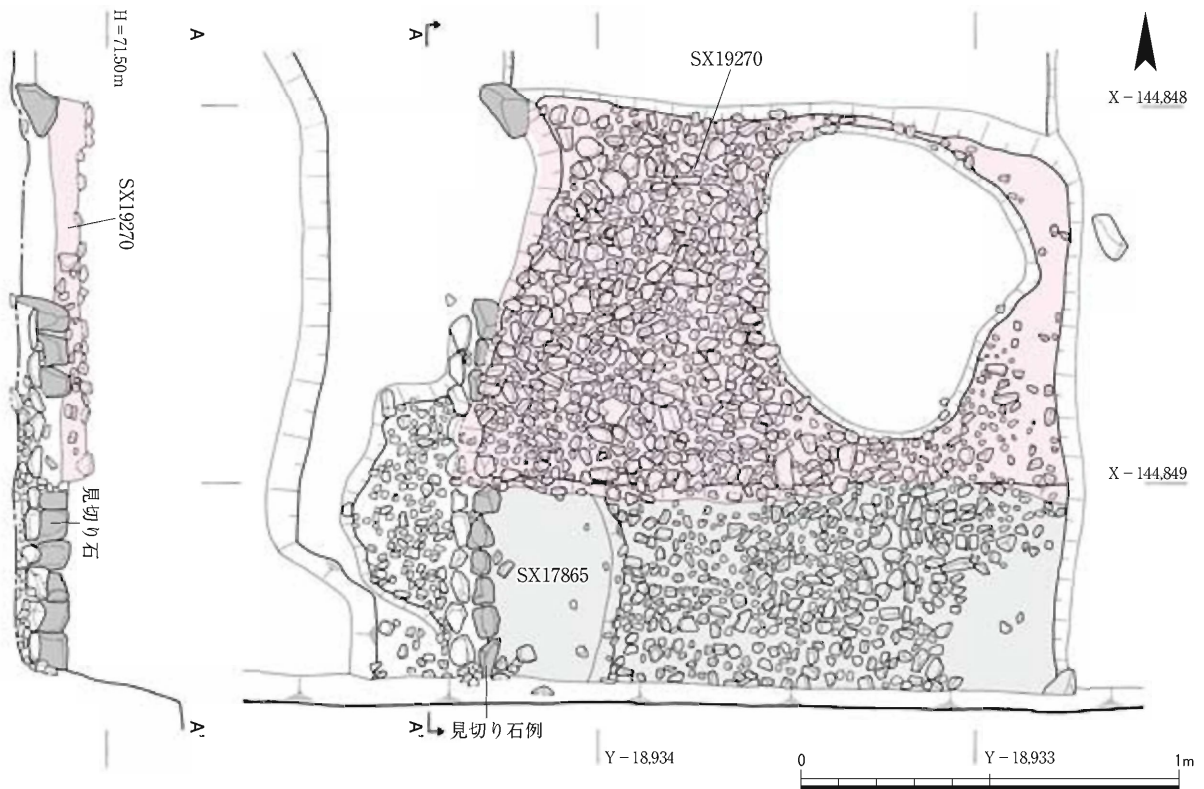 H＝71.50m
A
A
SX19270
X－144,848
SX19270
X－144,849
見切り石
SX17865
A’
A’
見切り石例
Y－18,934
Y－18,933
0
1m